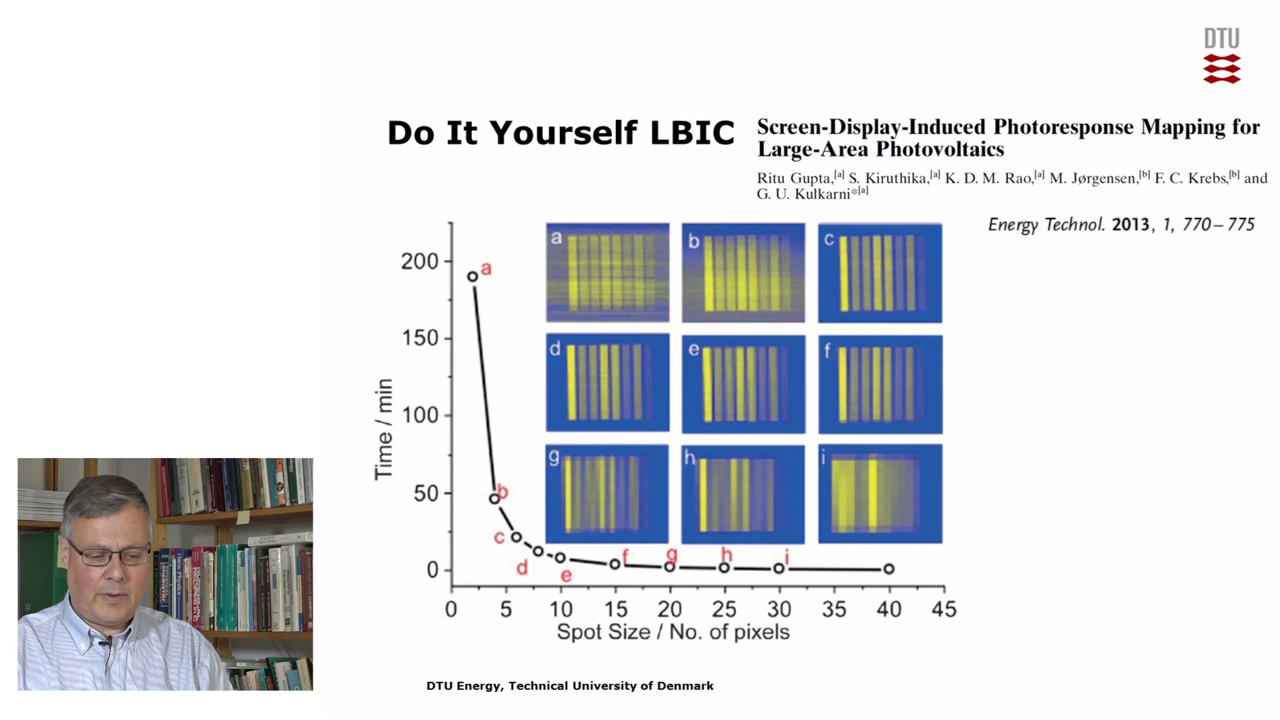 DTU
Do It Yourself LBIC
Screen-Display-Induced Photoresponse Mapping for
Large-Area Photovoltaics
Ritu Gupta,[a] S. Kiruthika,[a] K. D. M. Rao,[a] M. Jørgensen,[b] F. C. Krebs,[b] and
G. U. Kulkarni*[a]
Energy Technol. 2013, 1, 770–775
Time / min
200
150
100
50
0
a
b
c
d
e
f
g
h
i
a
b
c
d
e
f
g
h
i
0 5 10 15 20 25 30 35 40 45
Spot Size / No. of pixels
DTU Energy, Technical University of Denmark